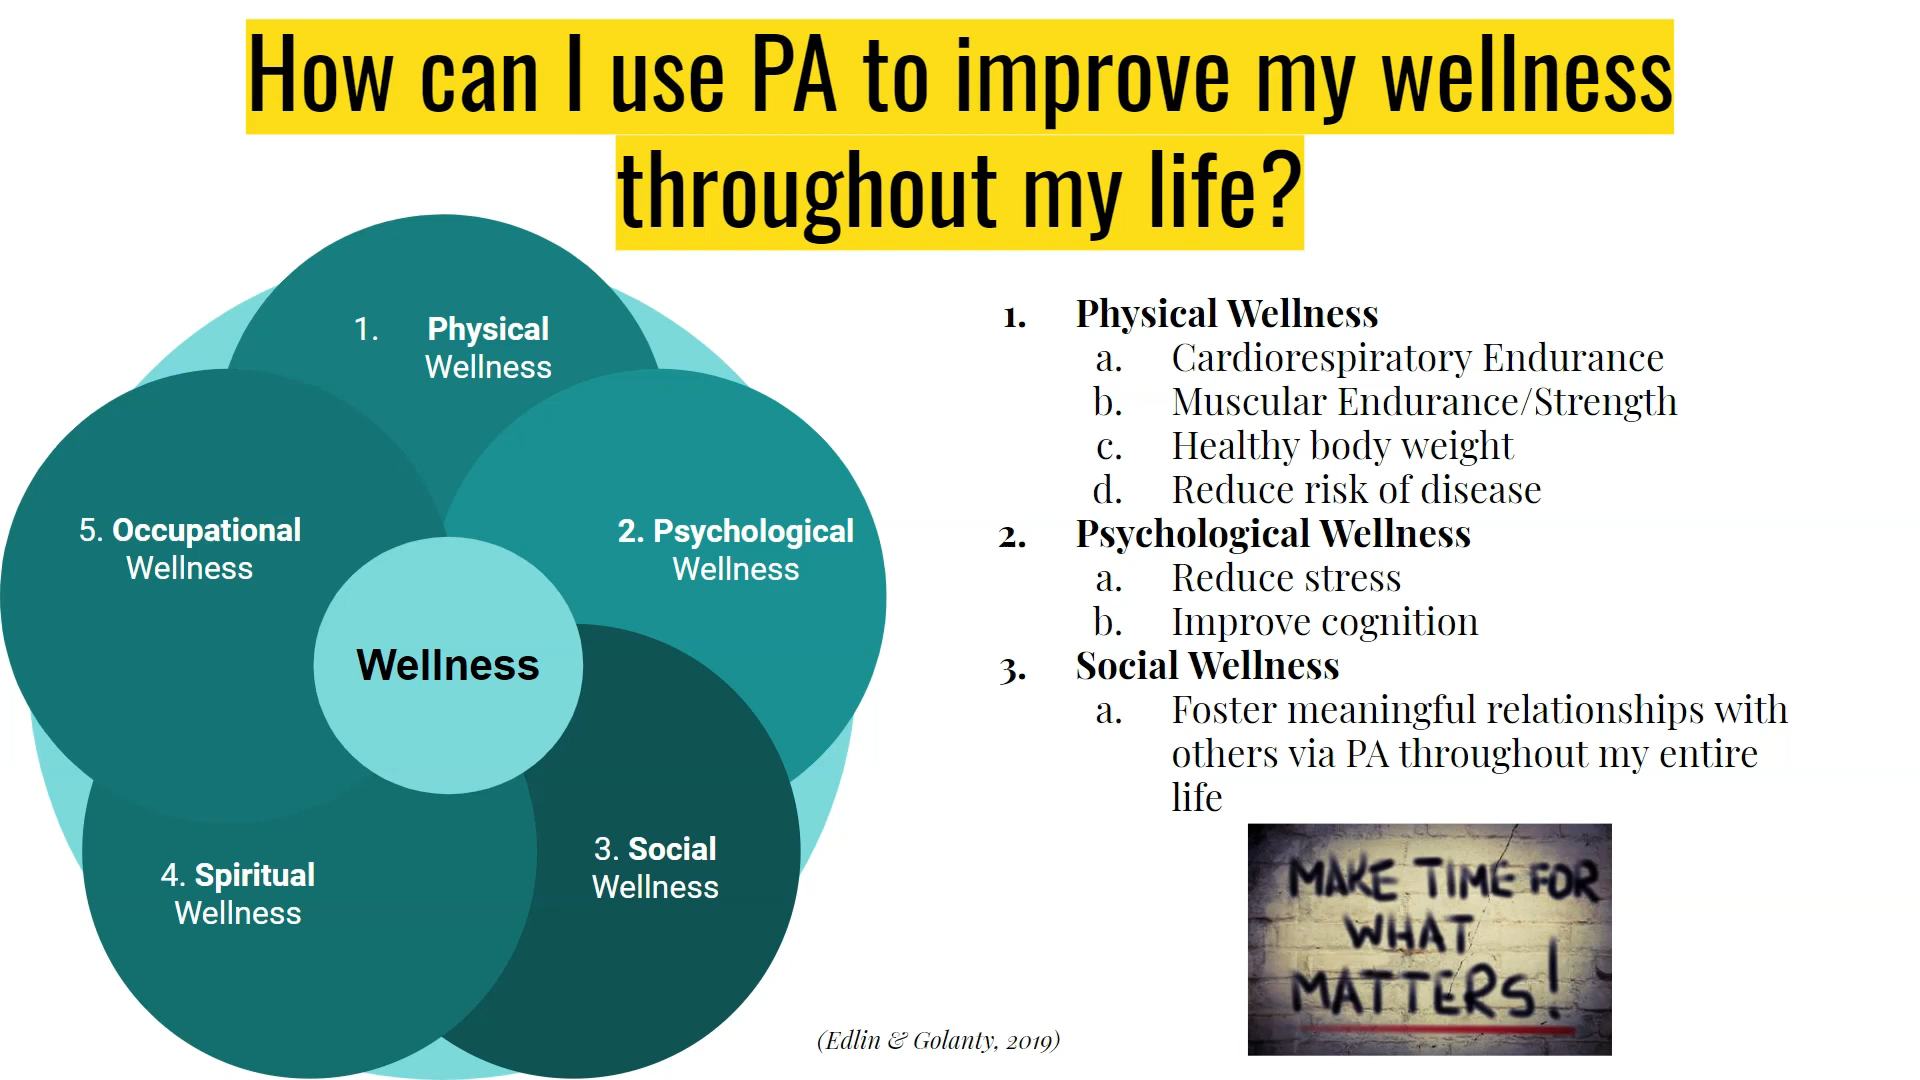 How can I use PA to improve my wellness
throughout my life?
1. Physical
Wellness
5. Occupational
Wellness
2. Psychological
Wellness
Wellness
4. Spiritual
Wellness
3. Social
Wellness
1. Physical Wellness
a. Cardiorespiratory Endurance
b. Muscular Endurance/Strength
c. Healthy body weight
d. Reduce risk of disease
2. Psychological Wellness
a. Reduce stress
b. Improve cognition
3. Social Wellness
a. Foster meaningful relationships with
others via PA throughout my entire
life
MAKE TIME FOR
WHAT
MATTERS!
(Edlin & Golanty, 2019)